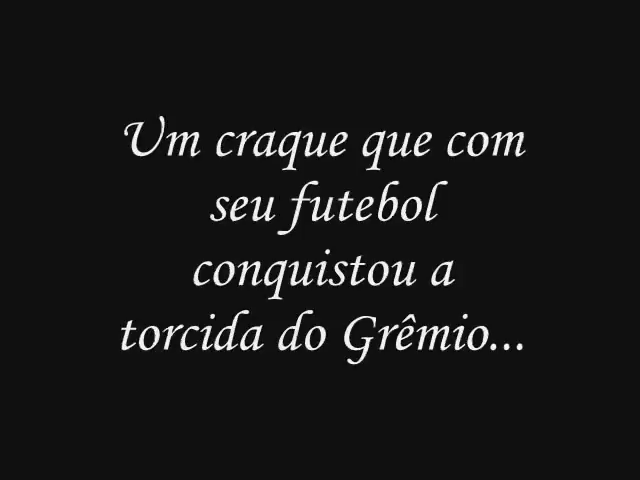 Um craque que com
seu futebol
conquistou a
torcida do Grêmio...